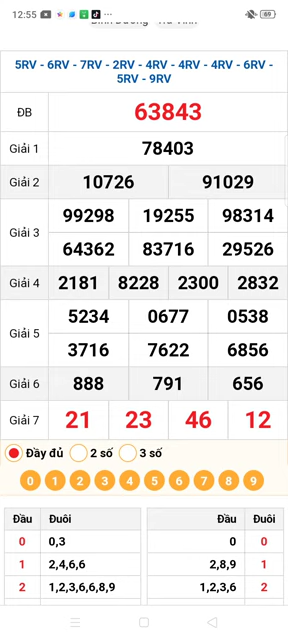 12:55 ... 69
Bình Dương Trà Vinh
5RV - 6RV - 7RV - 2RV - 4RV - 4RV - 4RV - 6RV -
5RV - 9RV
ĐB 63843
Giải 1 78403
Giải 2 10726 91029
Giải 3 99298 19255 98314
64362 83716 29526
Giải 4 2181 8228 2300 2832
Giải 5 5234 0677 0538
3716 7622 6856
Giải 6 888 791 656
Giải 7 21 23 46 12
Đầy đủ 2 số 3 số
0 1 2 3 4 5 6 7 8 9
Đầu Đuôi Đầu Đuôi
0 0,3 0 0
1 2,4,6,6 2,8,9 1
2 1,2,3,6,6,8,9 1,2,3,6 2